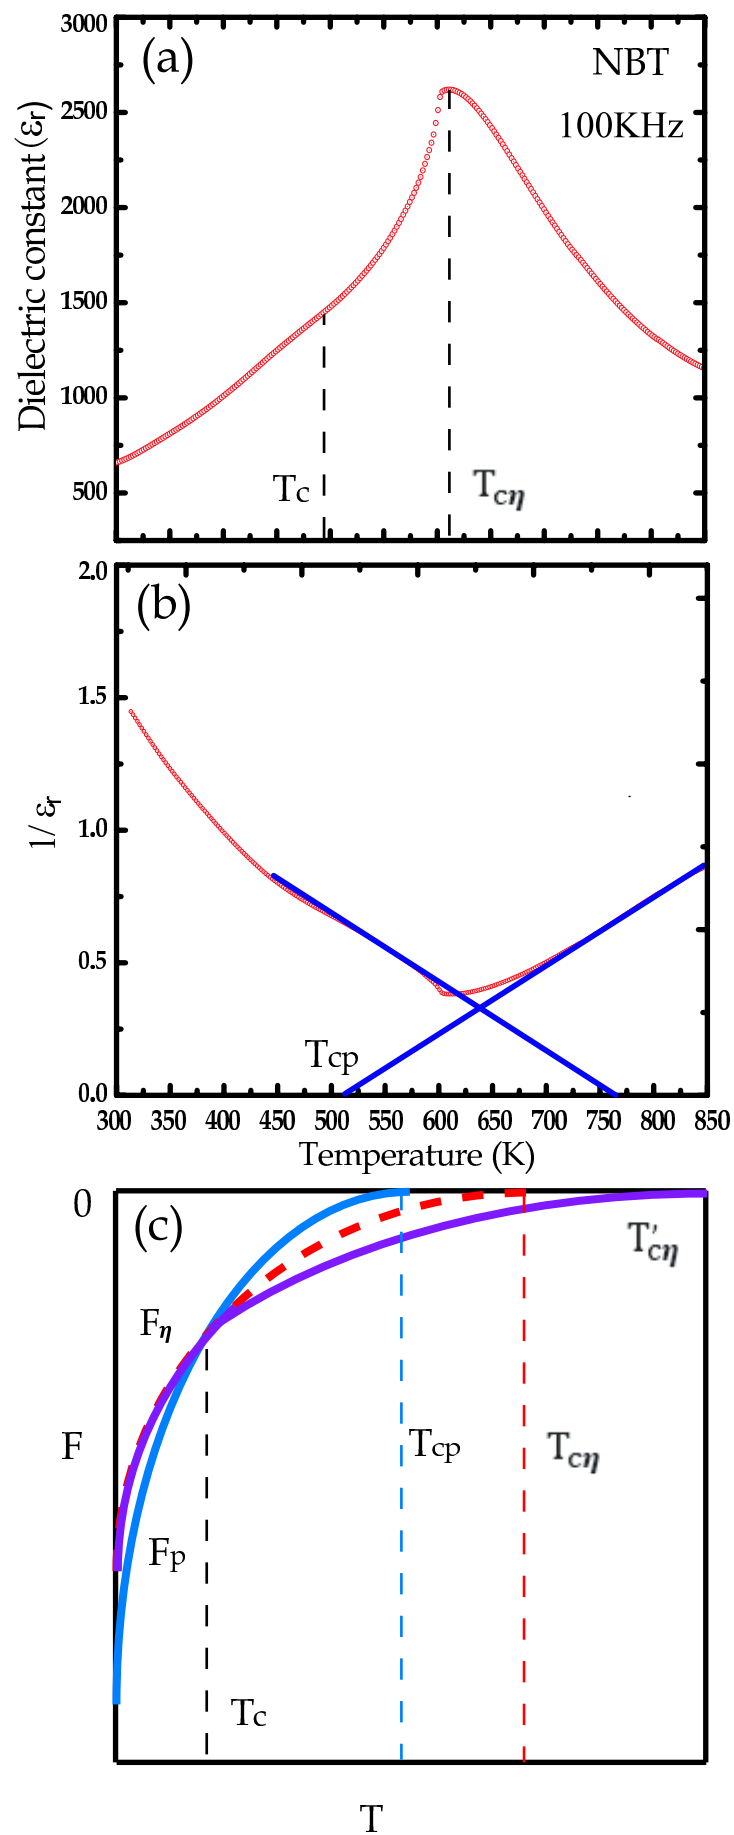 (a)
NBT
100KHz
3000
2500
2000
1500
1000
500
Dielectric constant (εr)
Tc
Tcη
(b)
2.0
1.5
1.0
0.5
0.0
1/ εr
Tcp
300 350 400 450 500 550 600 650 700 750 800 850
Temperature (K)
0
(c)
T'cη
Fη
F
Tcp
Tcη
Fp
Tc
T